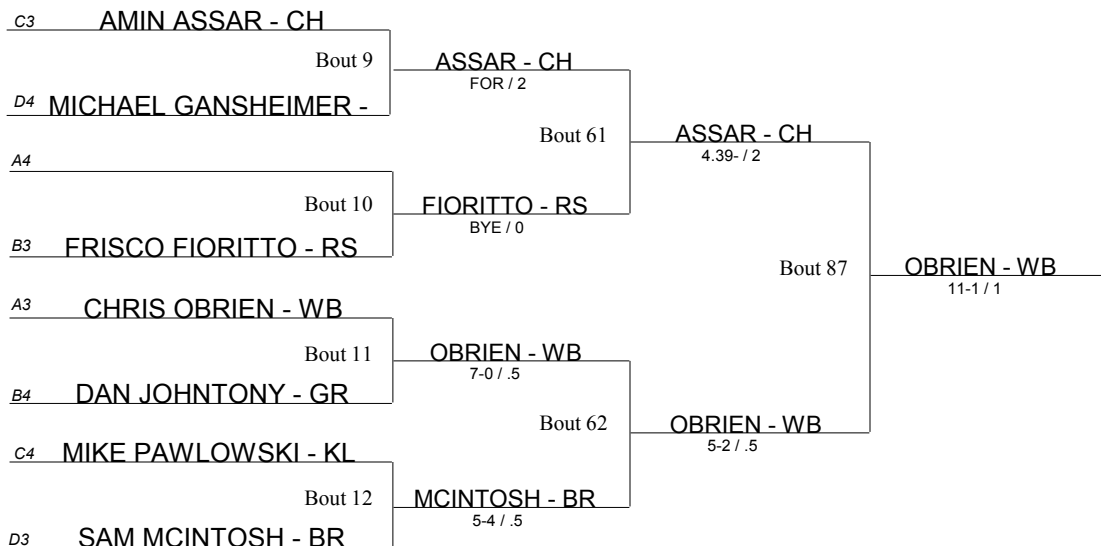 C3 AMIN ASSAR - CH
Bout 9
ASSAR - CH
FOR / 2
D4 MICHAEL GANSHEIMER -
Bout 61
ASSAR - CH
4.39- / 2
A4
Bout 10
FIORITTO - RS
BYE / 0
B3 FRISCO FIORITTO - RS
Bout 87
OBRIEN - WB
11-1 / 1
A3 CHRIS OBRIEN - WB
Bout 11
OBRIEN - WB
7-0 / .5
B4 DAN JOHNTONY - GR
Bout 62
OBRIEN - WB
5-2 / .5
C4 MIKE PAWLOWSKI - KL
Bout 12
MCINTOSH - BR
5-4 / .5
D3 SAM MCINTOSH - BR